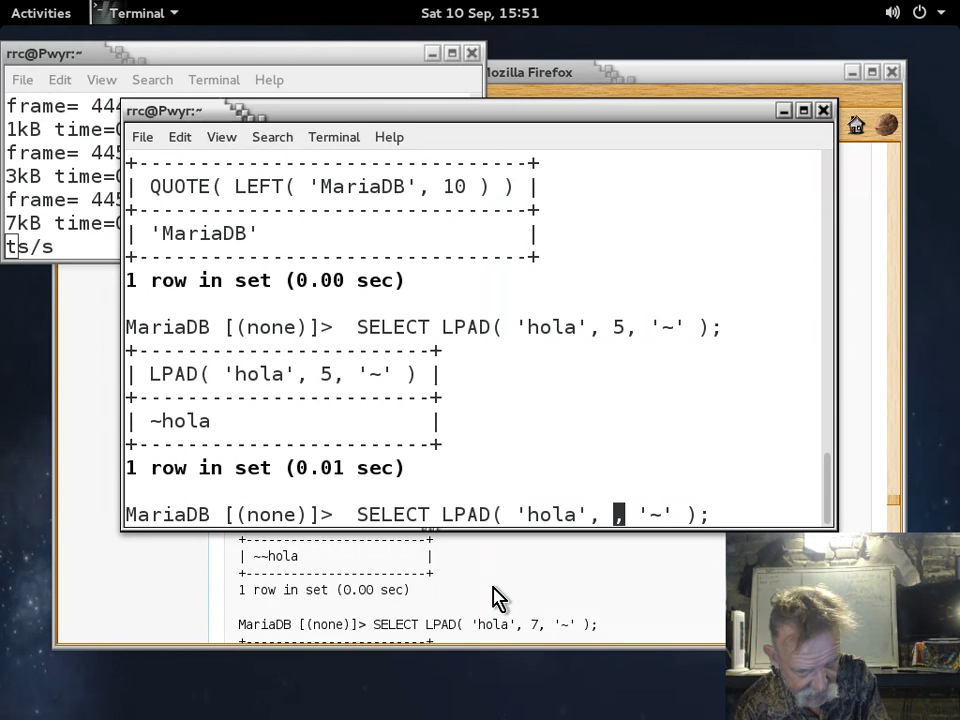 Activities Terminal Sat 10 Sep, 15:51
rrc@Pwyr:~
File Edit View Search Terminal Help
frame= 444
1kB time=0
frame= 445
3kB time=0
frame= 445
7kB time=0
ts/s
Mozilla Firefox
rrc@Pwyr:~
File Edit View Search Terminal Help
+----------------------------------+
| QUOTE( LEFT( 'MariaDB', 10 ) ) |
+----------------------------------+
| 'MariaDB' |
+----------------------------------+
1 row in set (0.00 sec)
MariaDB [(none)]> SELECT LPAD( 'hola', 5, '~' );
+-------------------------+
| LPAD( 'hola', 5, '~' ) |
+-------------------------+
| ~hola |
+-------------------------+
1 row in set (0.01 sec)
MariaDB [(none)]> SELECT LPAD( 'hola', , '~' );
+------------------------+
| ~~hola |
+------------------------+
1 row in set (0.00 sec)
MariaDB [(none)]> SELECT LPAD( 'hola', 7, '~' );
+------------------------+